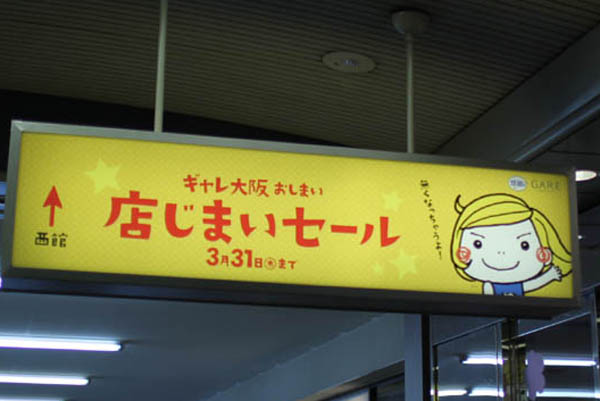 ギャレ大阪 おしまい
店じまいセール
3月31日㊍まで
西館
無くなっちゃうよ!
GARE